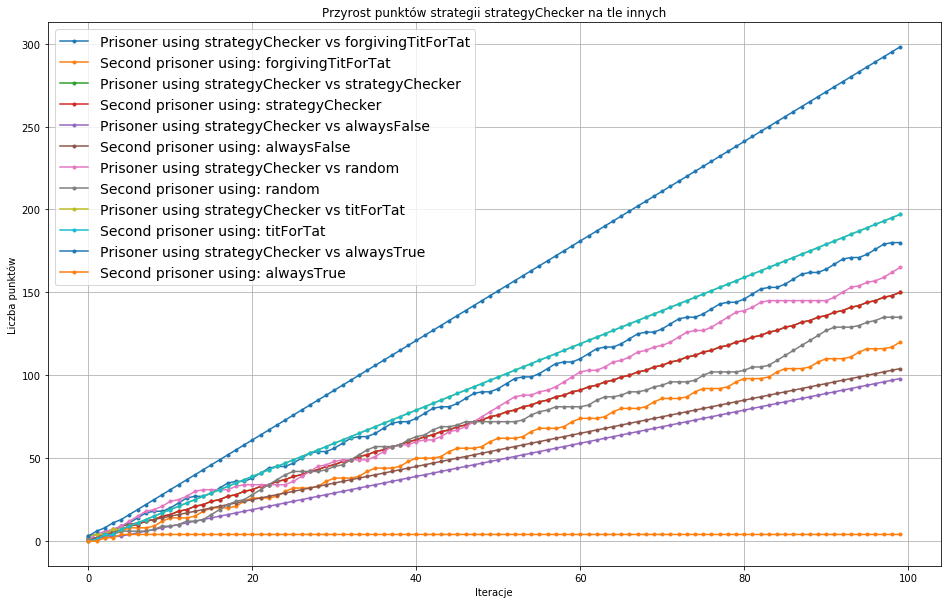 Przyrost punktów strategii strategyChecker na tle innych
Prisoner using strategyChecker vs forgivingTitForTat
Second prisoner using: forgivingTitForTat
Prisoner using strategyChecker vs strategyChecker
Second prisoner using: strategyChecker
Prisoner using strategyChecker vs alwaysFalse
Second prisoner using: alwaysFalse
Prisoner using strategyChecker vs random
Second prisoner using: random
Prisoner using strategyChecker vs titForTat
Second prisoner using: titForTat
Prisoner using strategyChecker vs alwaysTrue
Second prisoner using: alwaysTrue
Liczba punktów
300
250
200
150
100
50
0
0 20 40 60 80 100
Iteracje